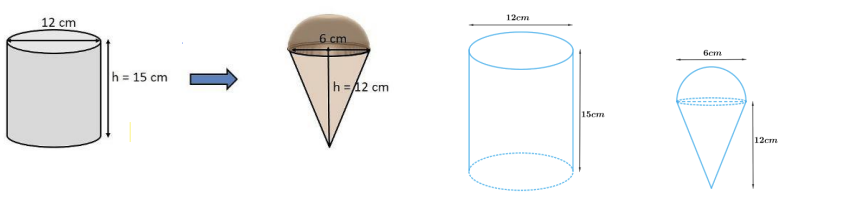 12 cm
h = 15 cm
6 cm
h = 12 cm
12cm
15cm
6cm
12cm